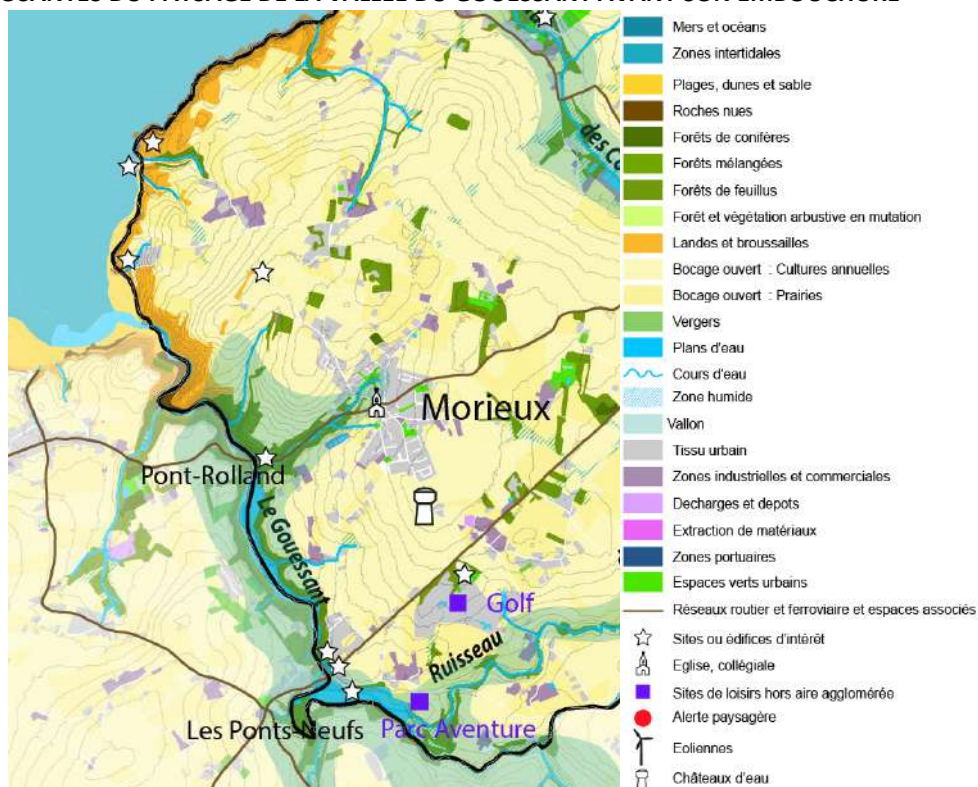 Mers et océans
Zones intertidales
Plages, dunes et sable
Roches nues
Forêts de conifères
Forêts mélangées
Forêts de feuillus
Forêt et végétation arbustive en mutation
Landes et broussailles
Bocage ouvert : Cultures annuelles
Bocage ouvert : Prairies
Vergers
Plans d'eau
Cours d'eau
Zone humide
Vallon
Tissu urbain
Zones industrielles et commerciales
Decharges et depots
Extraction de matériaux
Zones portuaires
Espaces verts urbains
Réseaux routier et ferroviaire et espaces associés
Sites ou édifices d'intérêt
Eglise, collégiale
Sites de loisirs hors aire agglomérée
Alerte paysagère
Eoliennes
Châteaux d'eau
des
Morieux
Pont-Rolland
Le Gouessant
Golf
Ruisseau
Les Ponts-Neufs
Parc Aventure